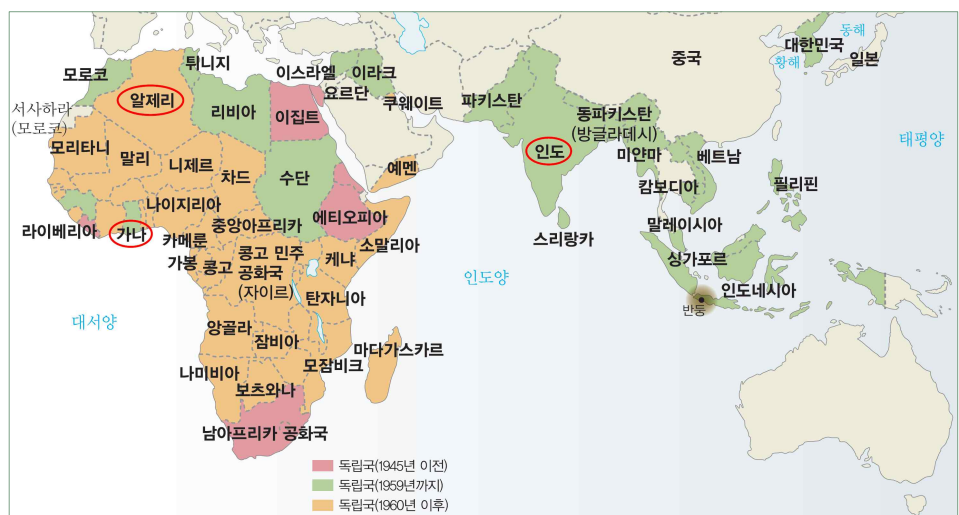 동해
대한민국
황해
일본
중국
튀니지
모로코
이스라엘
이라크
요르단
쿠웨이트
알제리
파키스탄
서사하라
(모로코)
리비아
이집트
동파키스탄
(방글라데시)
태평양
모리타니
말리
니제르
차드
수단
예멘
인도
미얀마
베트남
캄보디아
필리핀
나이지리아
에티오피아
라이베리아
가나
중앙아프리카
카메룬
소말리아
스리랑카
말레이시아
가봉
콩고
콩고 민주
공화국
(자이르)
케냐
싱가포르
인도양
인도네시아
반둥
탄자니아
대서양
앙골라
잠비아
마다가스카르
모잠비크
나미비아
보츠와나
남아프리카 공화국
독립국(1945년 이전)
독립국(1959년까지)
독립국(1960년 이후)